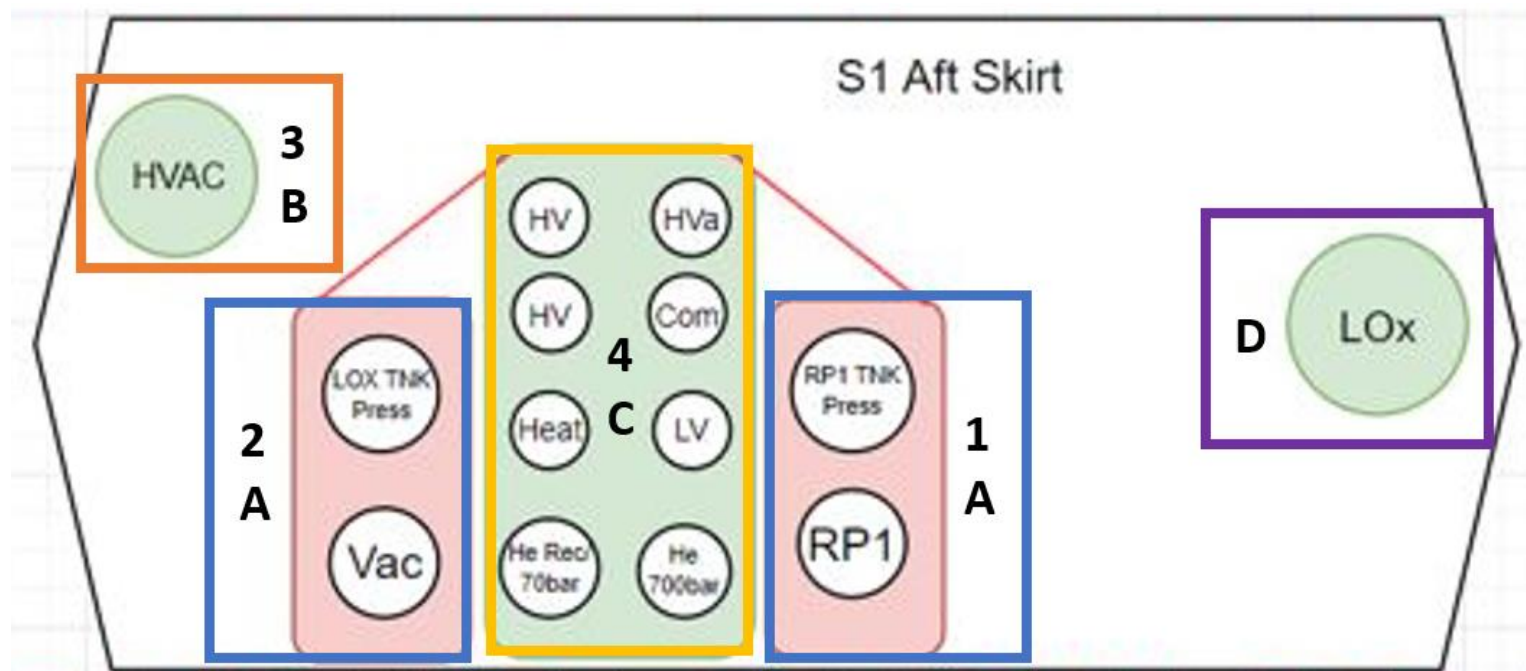 S1 Aft Skirt
HVAC
3
B
HV
HVa
HV
Com
4
C
Heat
LV
He Rec/
70bar
He
700bar
2
A
LOX TNK
Press
Vac
RP1 TNK
Press
RP1
1
A
D
LOx